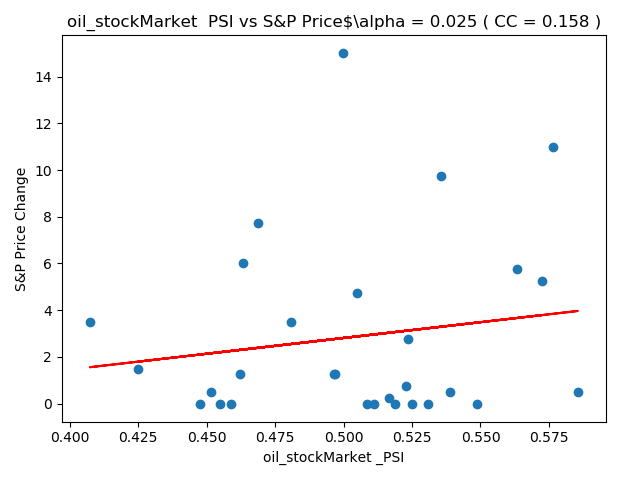 oil_stockMarket  PSI vs S&P Price$\alpha = 0.025 ( CC = 0.158 )
14
12
10
8
6
4
2
0
S&P Price Change
0.400 0.425 0.450 0.475 0.500 0.525 0.550 0.575
oil_stockMarket _PSI